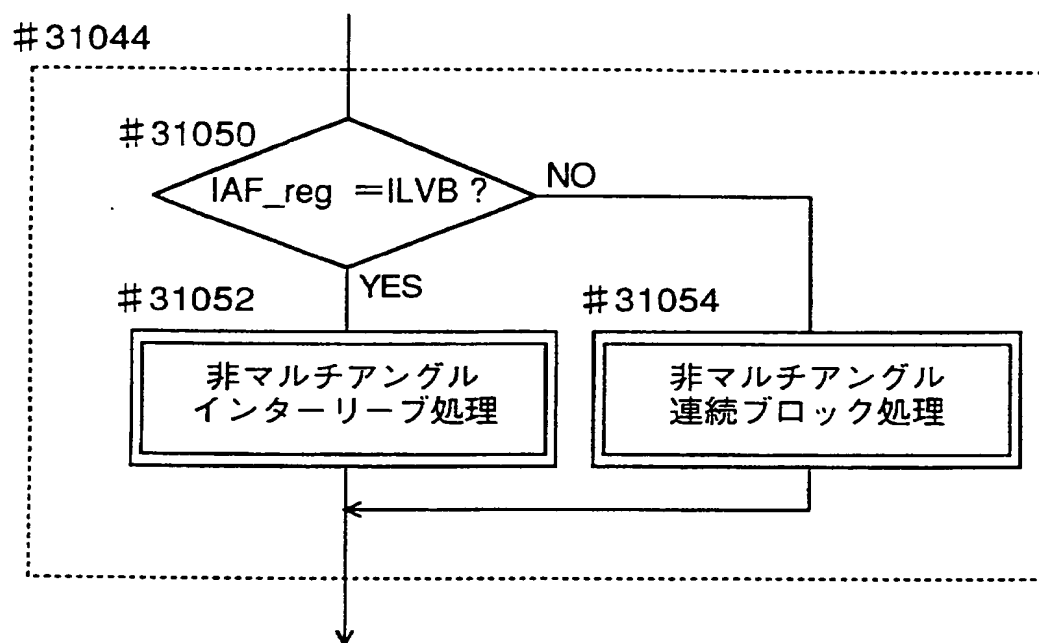 #31044
#31050
IAF_reg =ILVB ?
NO
YES
#31052
#31054
非マルチアングル
インターリーブ処理
非マルチアングル
連続ブロック処理